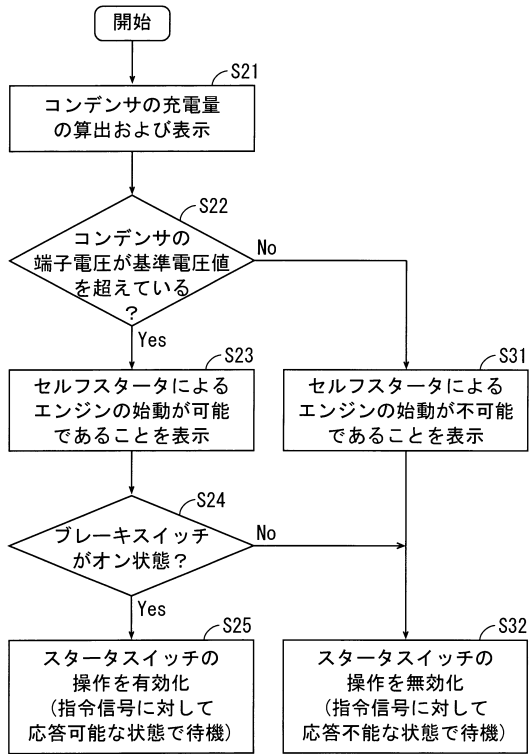 開始
S21
コンデンサの充電量
の算出および表示
S22
コンデンサの
端子電圧が基準電圧値
を超えている
?
No
Yes
S23
セルフスタータによる
エンジンの始動が可能
であることを表示
S31
セルフスタータによる
エンジンの始動が不可能
であることを表示
S24
ブレーキスイッチ
がオン状態?
No
Yes
S25
スタータスイッチの
操作を有効化
(指令信号に対して
応答可能な状態で待機)
S32
スタータスイッチの
操作を無効化
(指令信号に対して
応答不能な状態で待機)